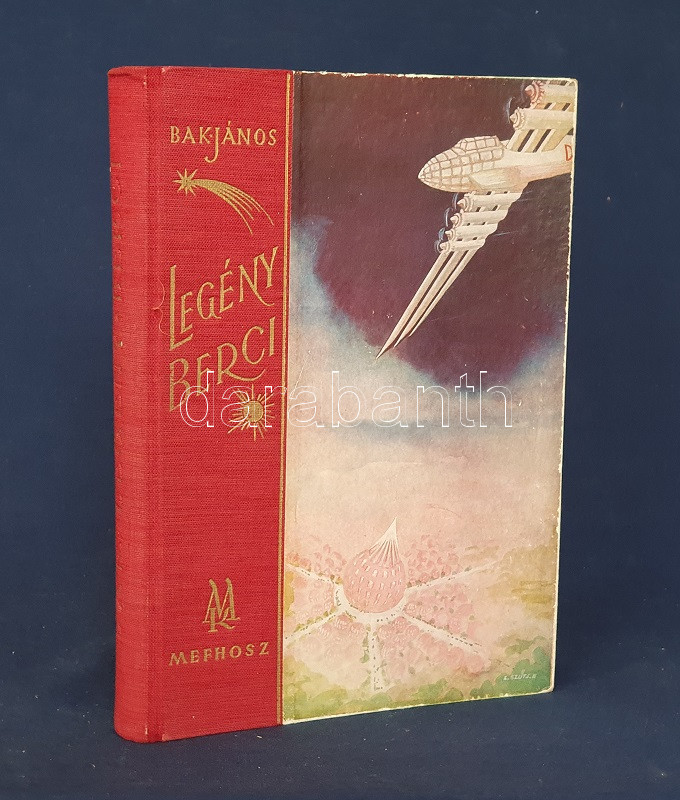 BAK·JÁNOS
LEGÉNY
BERCI
MEFHOSZ
D
darabanth